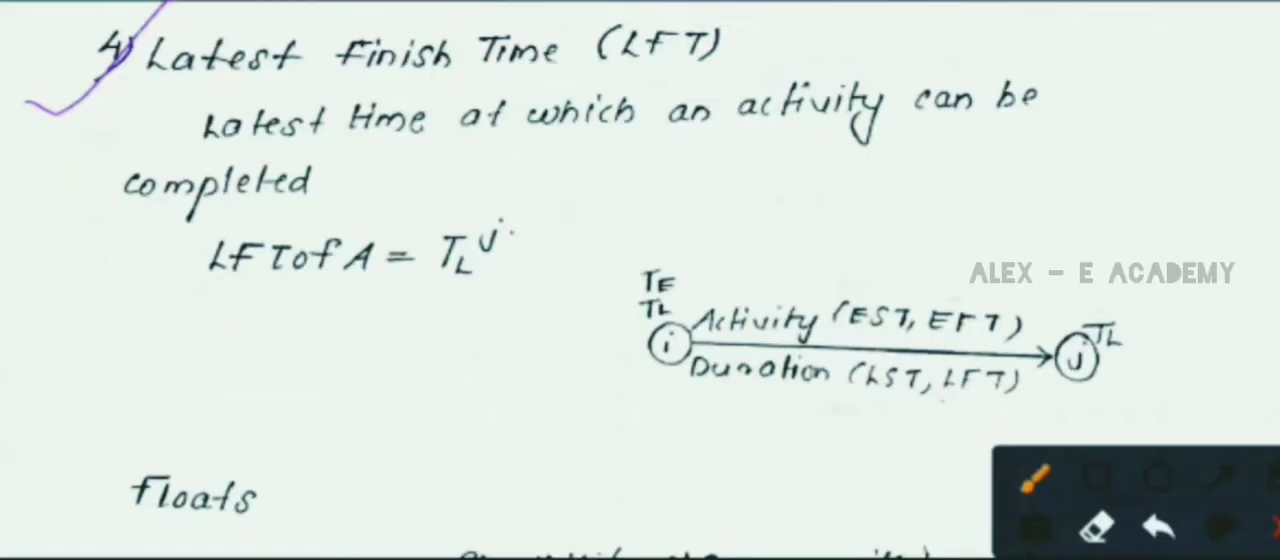 4) Latest Finish Time (LFT)
Latest time at which an activity can be
completed
LFT of A = T_L^j
ALEX - E ACADEMY
TE
TL
Activity (EST, EFT)
TL
i
j
Duration (LST, LFT)
Floats